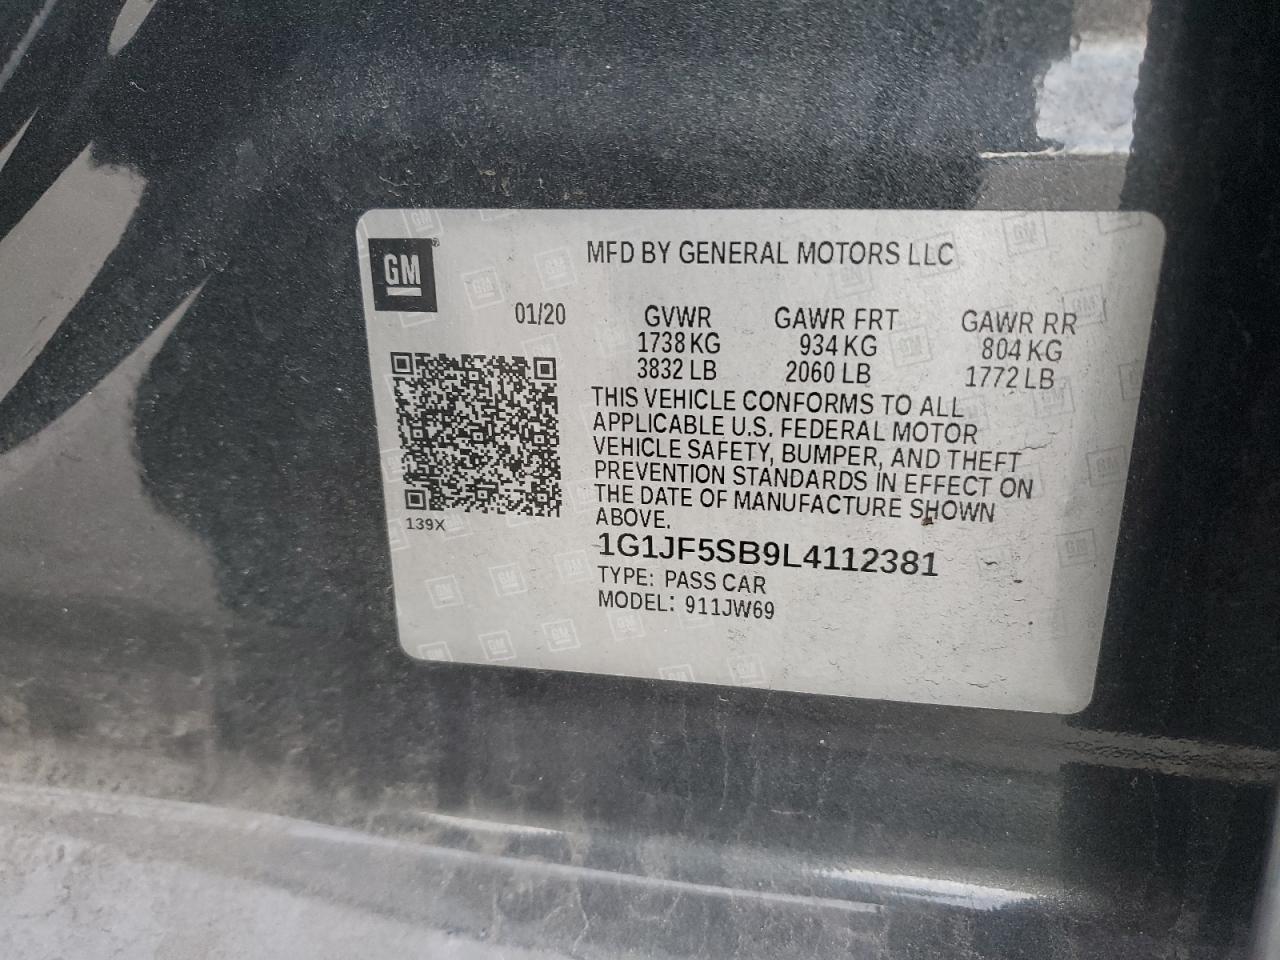 GM
MFD BY GENERAL MOTORS LLC
01/20 GVWR GAWR FRT GAWR RR
1738 KG 934 KG 804 KG
3832 LB 2060 LB 1772 LB
THIS VEHICLE CONFORMS TO ALL
APPLICABLE U.S. FEDERAL MOTOR
VEHICLE SAFETY, BUMPER, AND THEFT
PREVENTION STANDARDS IN EFFECT ON
THE DATE OF MANUFACTURE SHOWN
ABOVE.
139X
1G1JF5SB9L4112381
TYPE: PASS CAR
MODEL: 911JW69